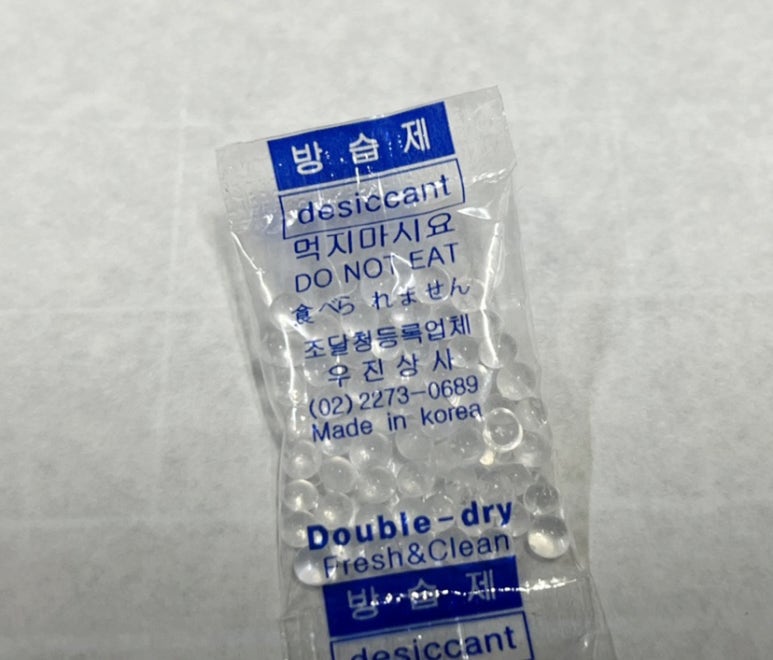 방 습 제
desiccant
먹지마시요
DO NOT EAT
食べられません
조달청등록업체
우 진 상 사
(02)2273-0689
Made in korea
Double-dry
Fresh&Clean
방 습 제
desiccant